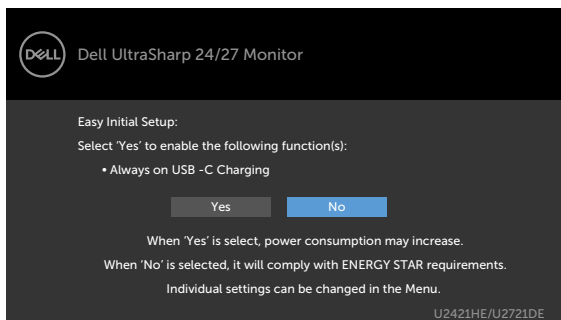 DELL Dell UltraSharp 24/27 Monitor
Easy Initial Setup:
Select ‘Yes’ to enable the following function(s):
• Always on USB -C Charging
Yes No
When ‘Yes’ is select, power consumption may increase.
When ‘No’ is selected, it will comply with ENERGY STAR requirements.
Individual settings can be changed in the Menu.
U2421HE/U2721DE